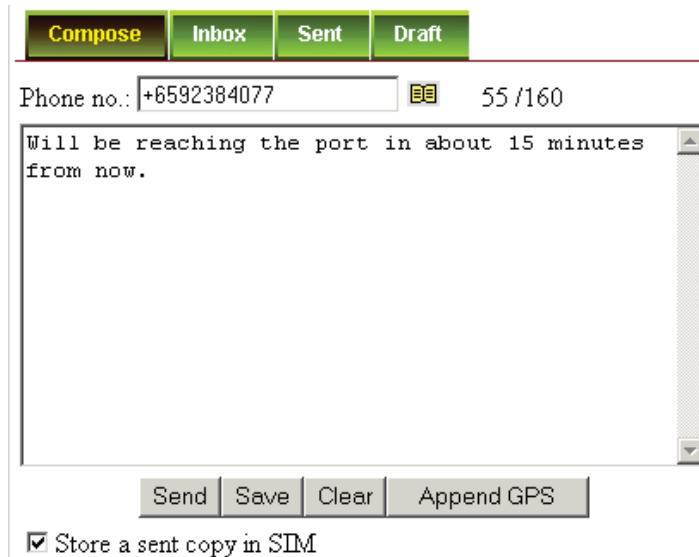 Compose Inbox Sent Draft
Phone no.: +6592384077 55 /160
Will be reaching the port in about 15 minutes
from now.
Send Save Clear Append GPS
Store a sent copy in SIM